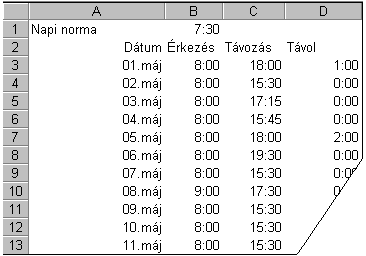 A B C D
1 Napi norma 7:30
2 Dátum Érkezés Távozás Távol
3 01.máj 8:00 18:00 1:00
4 02.máj 8:00 15:30 0:00
5 03.máj 8:00 17:15 0:00
6 04.máj 8:00 15:45 0:00
7 05.máj 8:00 18:00 2:00
8 06.máj 8:00 19:30 0:00
9 07.máj 8:00 15:30
10 08.máj 9:00 17:30
11 09.máj 8:00 15:30
12 10.máj 8:00 15:30
13 11.máj 8:00 15:30